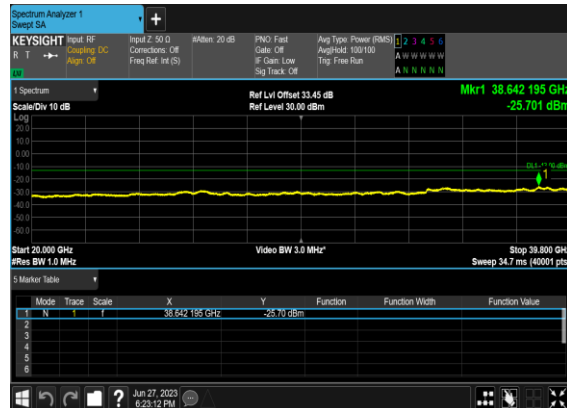 Spectrum Analyzer 1
Swept SA
+
KEYSIGHT Input: RF Input Z: 50 Ω #Atten: 20 dB PNO: Fast Avg Type: Power (RMS) 1 2 3 4 5 6
R T Coupling: DC Corrections: Off Gate: Off Avg|Hold: 100/100 A W W W W W
Align: Off Freq Ref: Int (S) IF Gain: Low Trig: Free Run
Sig Track: Off A N N N N N
1 Spectrum Ref Lvl Offset 33.45 dB Mkr1 38.642 195 GHz
Scale/Div 10 dB Ref Level 30.00 dBm -25.701 dBm
Log
20.0
10.0
0.00
-10.0
1
-20.0
-30.0
-40.0
-50.0
-60.0
Start 20.000 GHz Video BW 3.0 MHz* Stop 39.800 GHz
#Res BW 1.0 MHz Sweep 34.7 ms (40001 pts)
5 Marker Table
Mode Trace Scale X Y Function Function Width Function Value
1 N 1 f 38.642 195 GHz -25.70 dBm
2
3
4
5
6
? Jun 27, 2023
6:23:12 PM